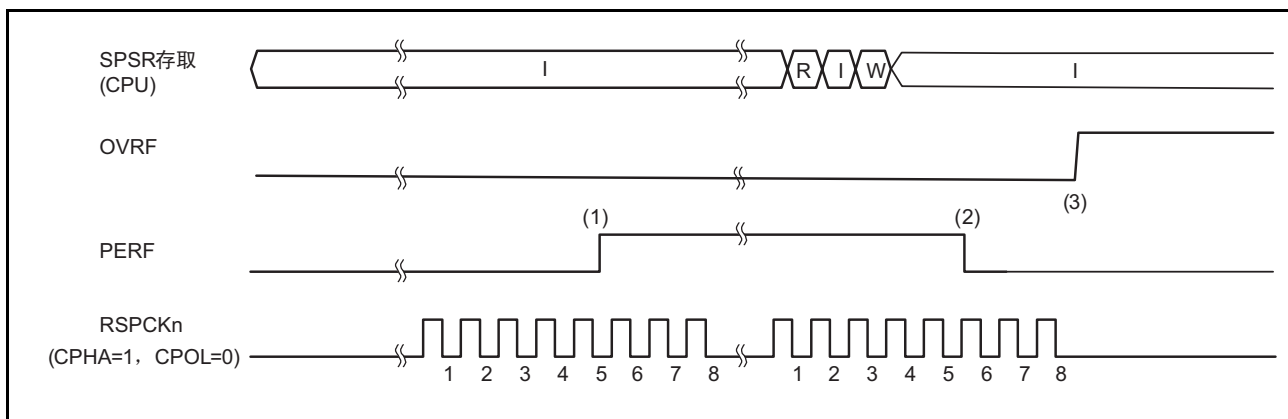 SPSR存取
(CPU)
I
R I W
I
OVRF
(3)
PERF
(1)
(2)
RSPCKn
(CPHA=1，CPOL=0)
1 2 3 4 5 6 7 8
1 2 3 4 5 6 7 8